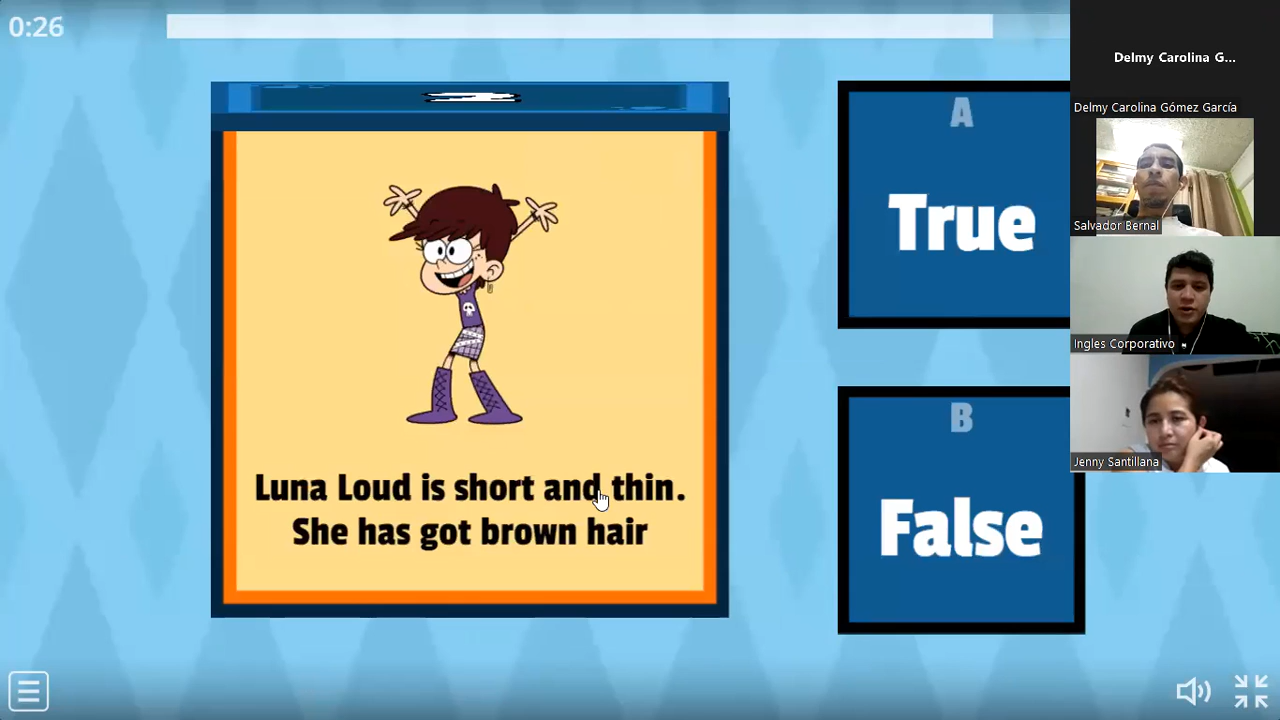 0:26
Luna Loud is short and thin.
She has got brown hair
A
True
B
False
Delmy Carolina G...
Delmy Carolina Gómez García
Salvador Bernal
Ingles Corporativo
Jenny Santillana